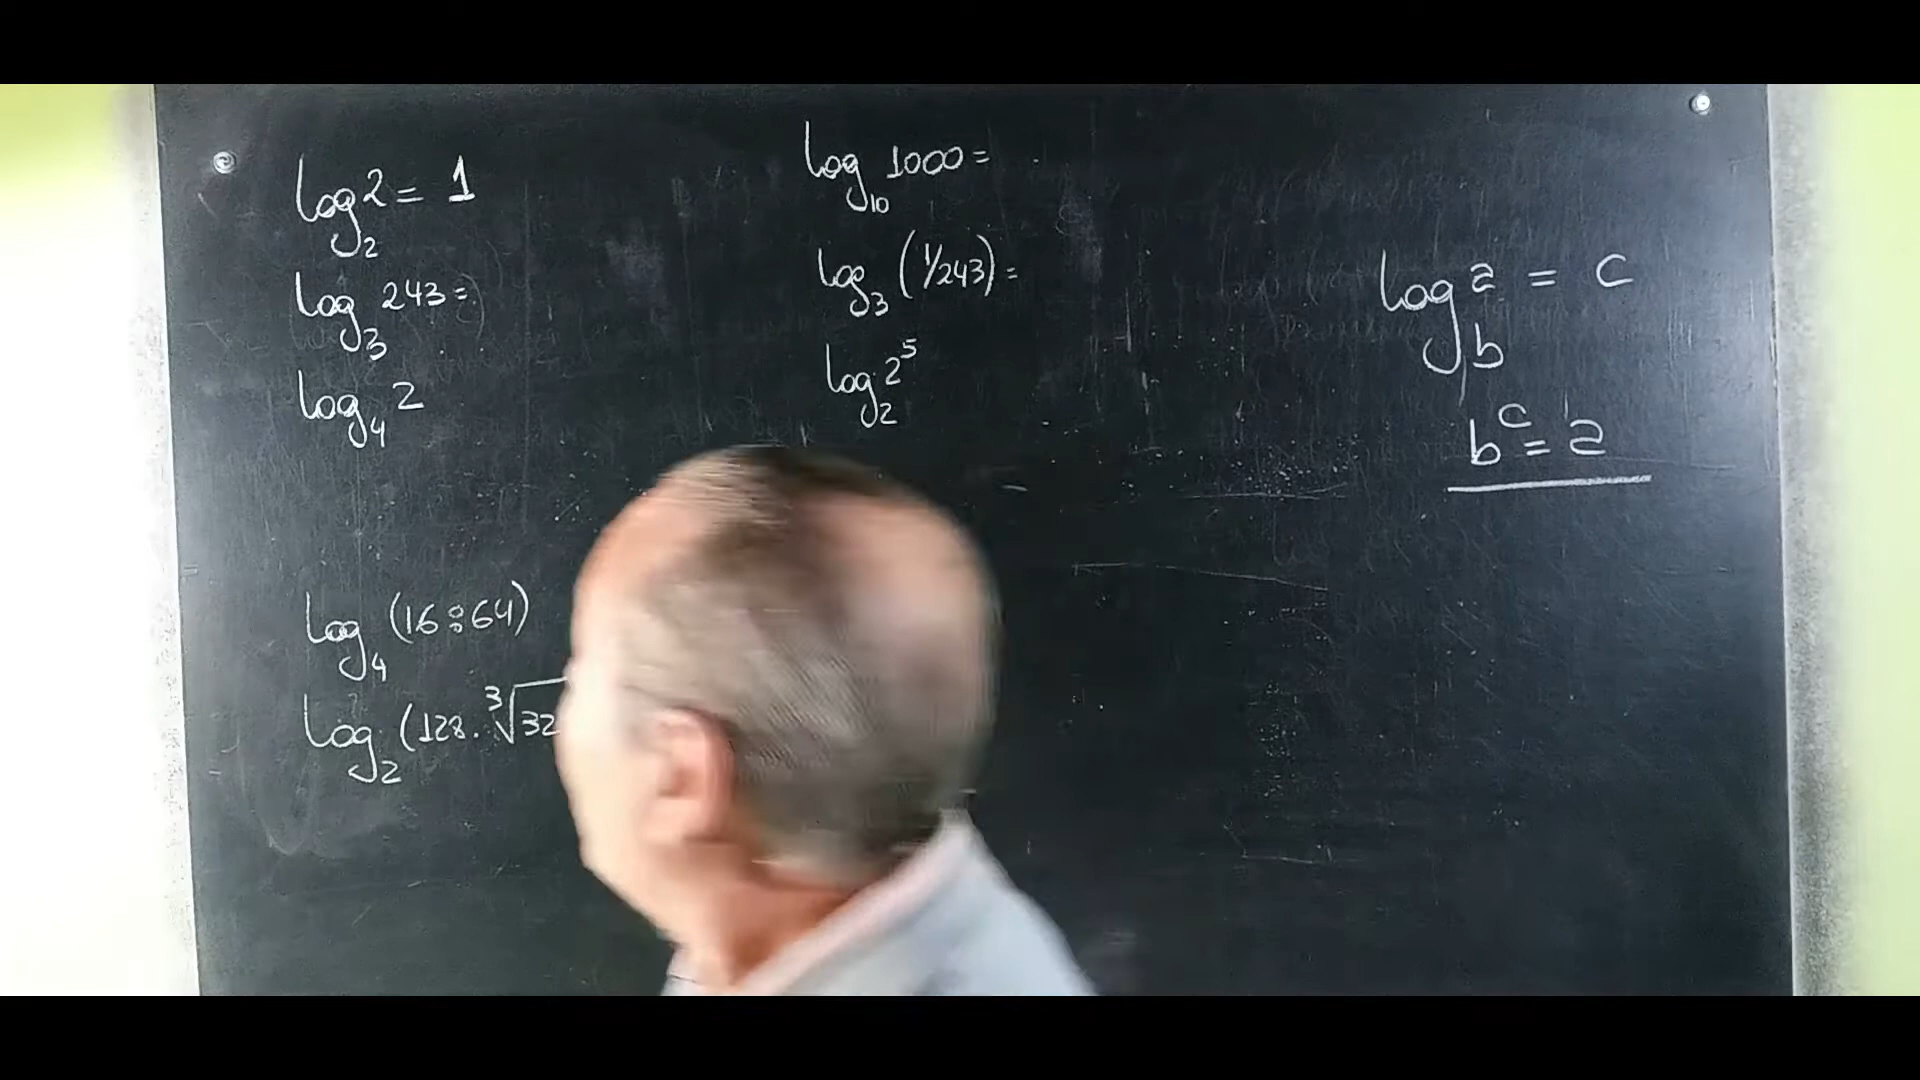 log₂ 2 = 1
log₃ 243 =
log₄ 2
log₄ (16 : 64)
log₂ (128 . ³√32
log₁₀ 1000 =
log₃ (1/243) =
log₂ 2⁵
log_b a = c
b^c = a